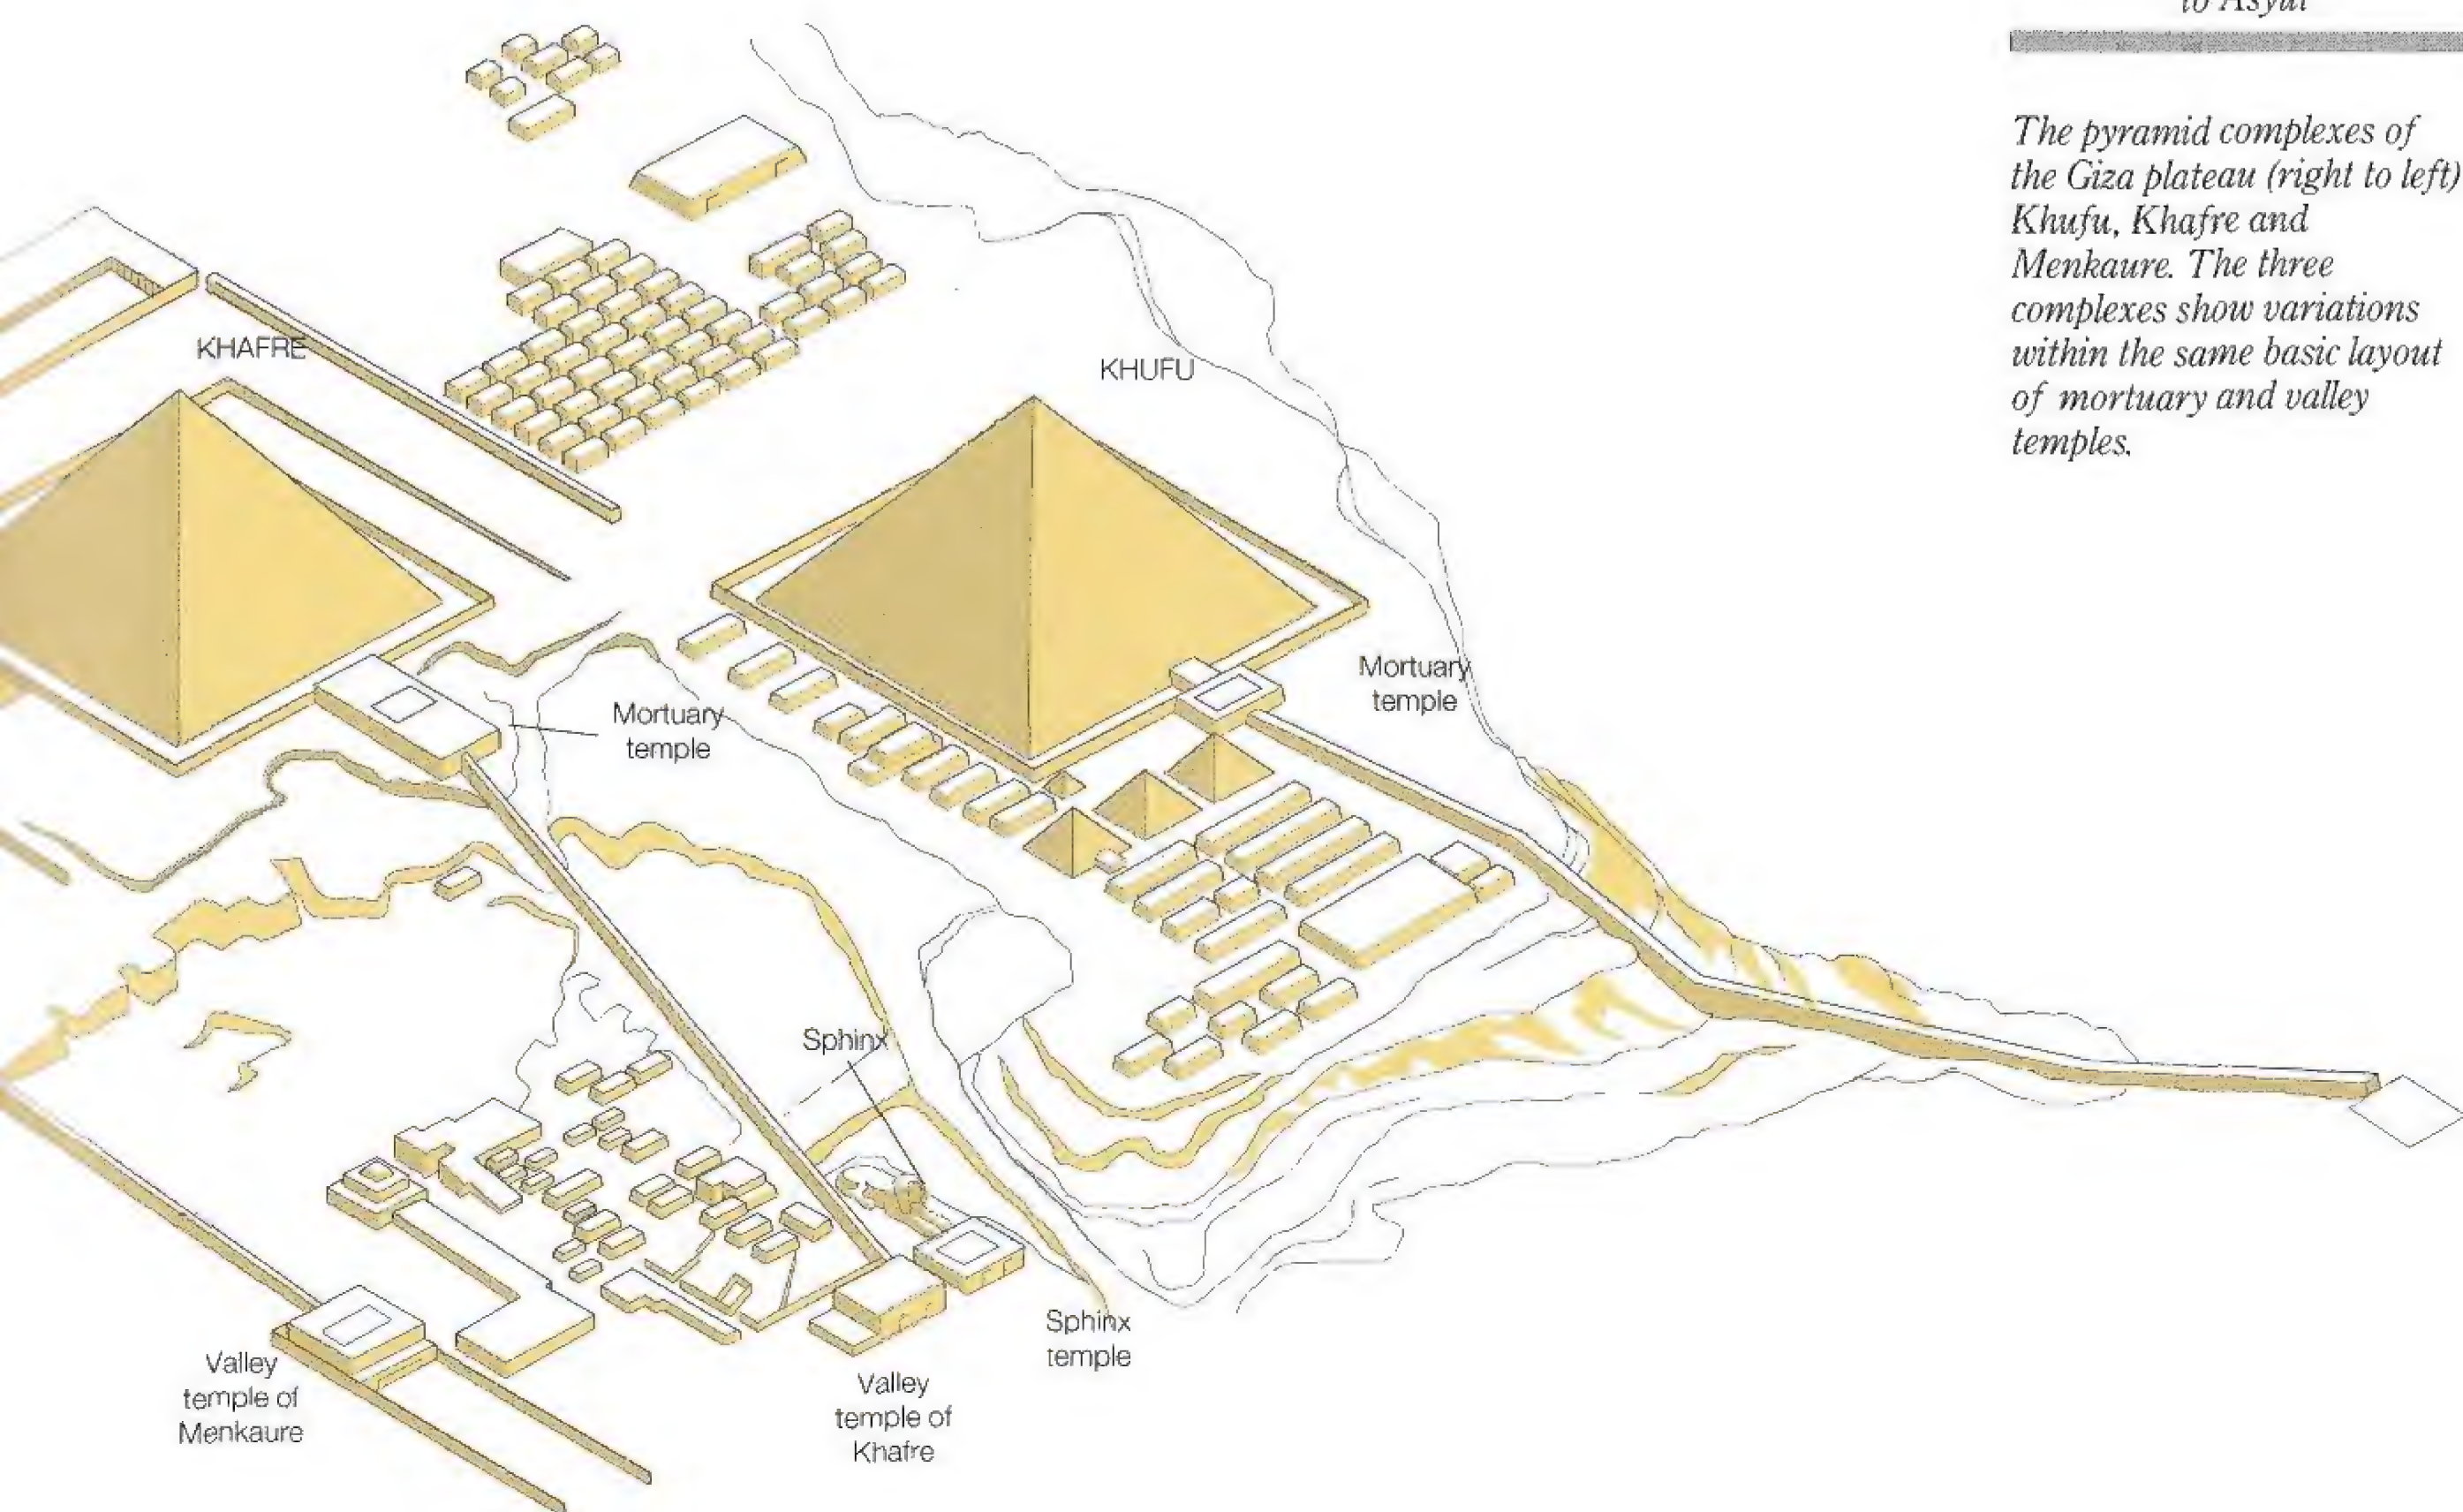 to Asyut
The pyramid complexes of
the Giza plateau (right to left)
Khufu, Khafre and
Menkaure. The three
complexes show variations
within the same basic layout
of mortuary and valley
temples.
KHAFRE
KHUFU
Mortuary
temple
Mortuary
temple
Sphinx
Sphinx
temple
Valley
temple of
Menkaure
Valley
temple of
Khafre